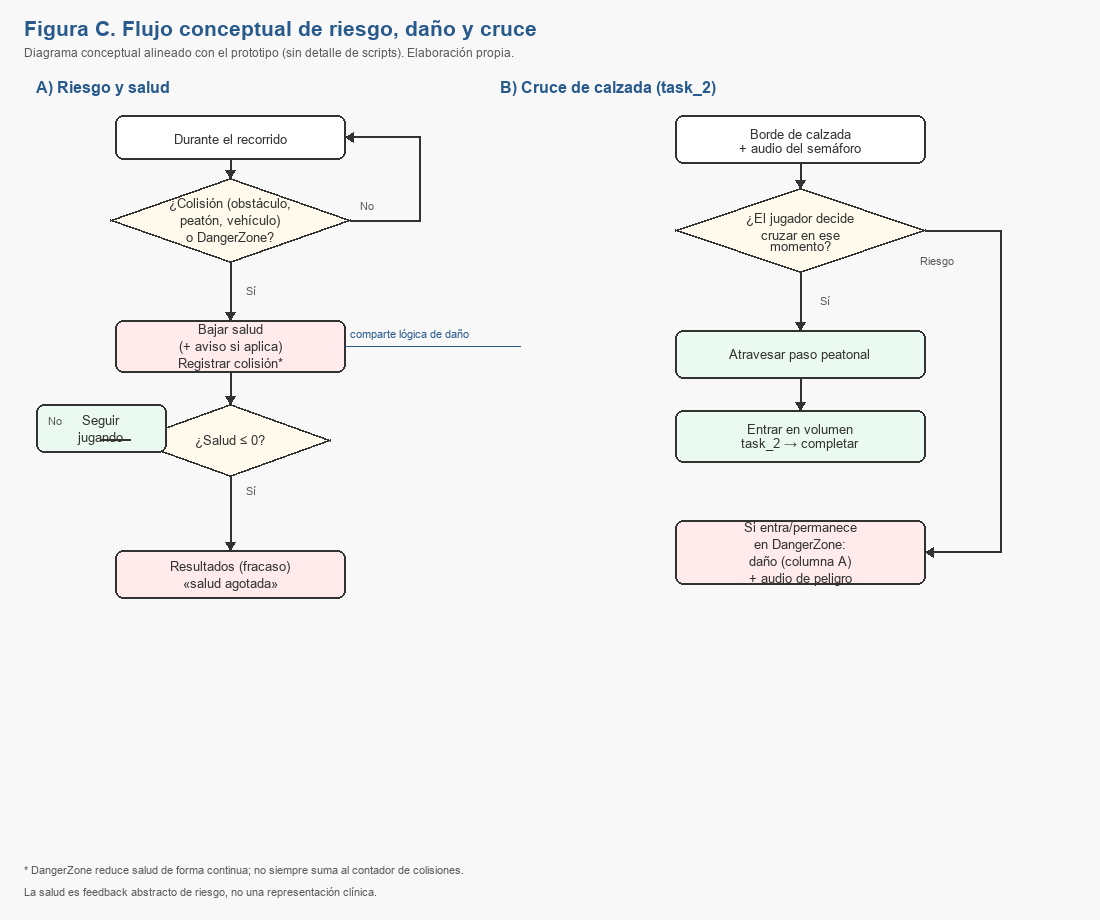 Figura C. Flujo conceptual de riesgo, daño y cruce
Diagrama conceptual alineado con el prototipo (sin detalle de scripts). Elaboración propia.
A) Riesgo y salud
Durante el recorrido
¿Colisión (obstáculo,
peatón, vehículo)
o DangerZone?
No
Sí
Bajar salud
(+ aviso si aplica)
Registrar colisión*
comparte lógica de daño
No
Seguir
jugando
¿Salud ≤ 0?
Sí
Resultados (fracaso)
«salud agotada»
B) Cruce de calzada (task_2)
Borde de calzada
+ audio del semáforo
¿El jugador decide
cruzar en ese
momento?
Riesgo
Sí
Atravesar paso peatonal
Entrar en volumen
task_2 → completar
Si entra/permanece
en DangerZone:
daño (columna A)
+ audio de peligro
* DangerZone reduce salud de forma continua; no siempre suma al contador de colisiones.
La salud es feedback abstracto de riesgo, no una representación clínica.